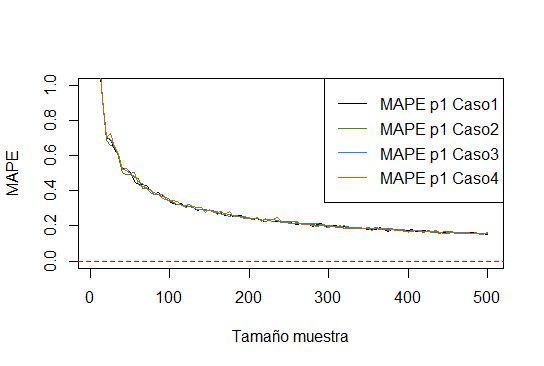 MAPE
0.0
0.2
0.4
0.6
0.8
1.0
MAPE p1 Caso1
MAPE p1 Caso2
MAPE p1 Caso3
MAPE p1 Caso4
0 100 200 300 400 500
Tamaño muestra